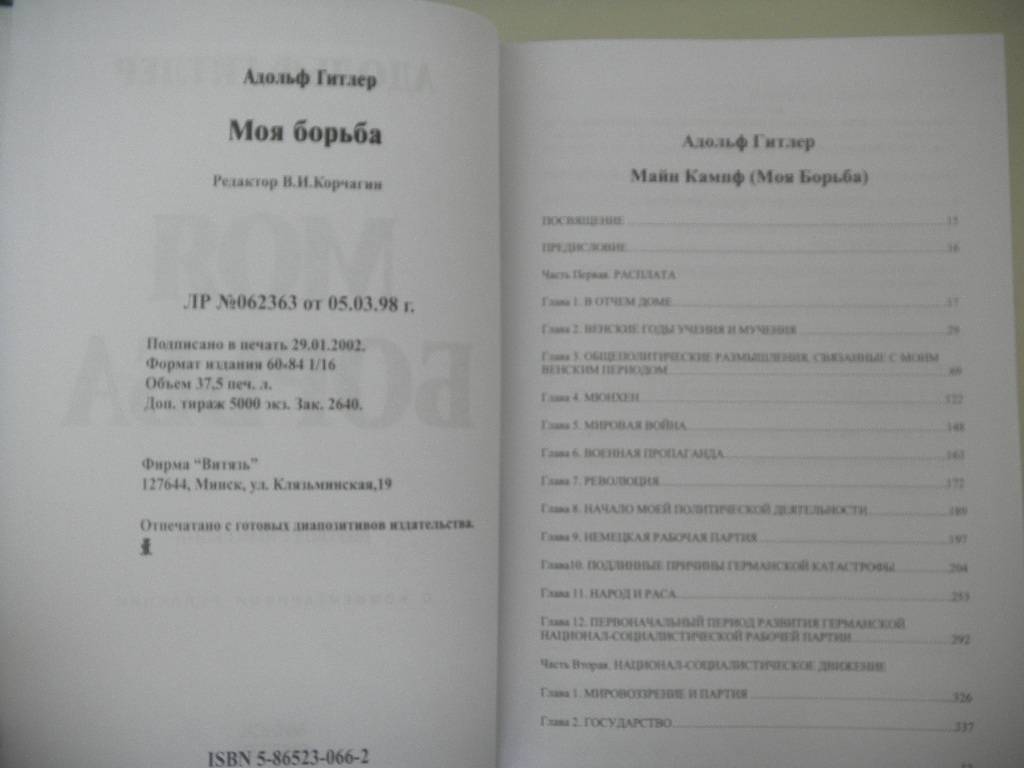 Адольф Гитлер
Моя борьба
Редактор В.И.Корчагин
ЛР №062363 от 05.03.98 г.
Подписано в печать 29.01.2002.
Формат издания 60×84 1/16
Объем 37,5 печ. л.
Доп. тираж 5000 экз. Зак. 2640.
Фирма “Витязь”
127644, Минск, ул. Клязьминская,19
Отпечатано с готовых диапозитивов издательства.
ISBN 5-86523-066-2
Адольф Гитлер
Майн Кампф (Моя Борьба)
ПОСВЯЩЕНИЕ 15
ПРЕДИСЛОВИЕ 16
Часть Первая. РАСПЛАТА
Глава 1. В ОТЧЕМ ДОМЕ 17
Глава 2. ВЕНСКИЕ ГОДЫ УЧЕНИЯ И МУЧЕНИЯ 29
Глава 3. ОБЩЕПОЛИТИЧЕСКИЕ РАЗМЫШЛЕНИЯ, СВЯЗАННЫЕ С МОИМ
ВЕНСКИМ ПЕРИОДОМ 69
Глава 4. МЮНХЕН 122
Глава 5. МИРОВАЯ ВОЙНА 148
Глава 6. ВОЕННАЯ ПРОПАГАНДА 163
Глава 7. РЕВОЛЮЦИЯ 172
Глава 8. НАЧАЛО МОЕЙ ПОЛИТИЧЕСКОЙ ДЕЯТЕЛЬНОСТИ 189
Глава 9. НЕМЕЦКАЯ РАБОЧАЯ ПАРТИЯ 197
Глава10. ПОДЛИННЫЕ ПРИЧИНЫ ГЕРМАНСКОЙ КАТАСТРОФЫ 204
Глава 11. НАРОД И РАСА 253
Глава 12. ПЕРВОНАЧАЛЬНЫЙ ПЕРИОД РАЗВИТИЯ ГЕРМАНСКОЙ
НАЦИОНАЛ-СОЦИАЛИСТИЧЕСКОЙ РАБОЧЕЙ ПАРТИИ 292
Часть Вторая. НАЦИОНАЛ-СОЦИАЛИСТИЧЕСКОЕ ДВИЖЕНИЕ
Глава 1. МИРОВОЗЗРЕНИЕ И ПАРТИЯ 326
Глава 2. ГОСУДАРСТВО 337